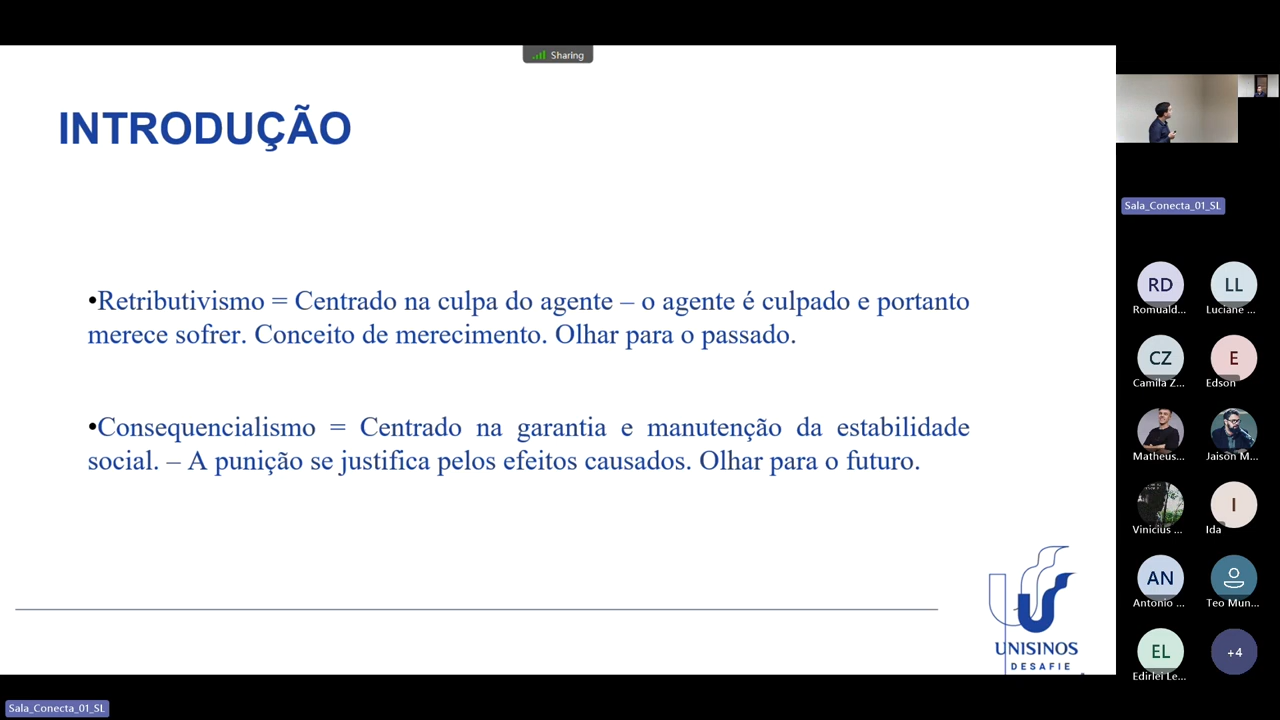 Sharing
INTRODUÇÃO
•Retributivismo = Centrado na culpa do agente – o agente é culpado e portanto
merece sofrer. Conceito de merecimento. Olhar para o passado.
•Consequencialismo = Centrado na garantia e manutenção da estabilidade
social. – A punição se justifica pelos efeitos causados. Olhar para o futuro.
UNISINOS
DESAFIE
Sala_Conecta_01_SL
RD
LL
Romuald...
Luciane ...
CZ
E
Camila Z...
Edson
Matheus...
Jaison M...
I
Vinicius ...
Ida
AN
Antonio ...
Teo Mun...
EL
+4
Edirlei Le...
Sala_Conecta_01_SL